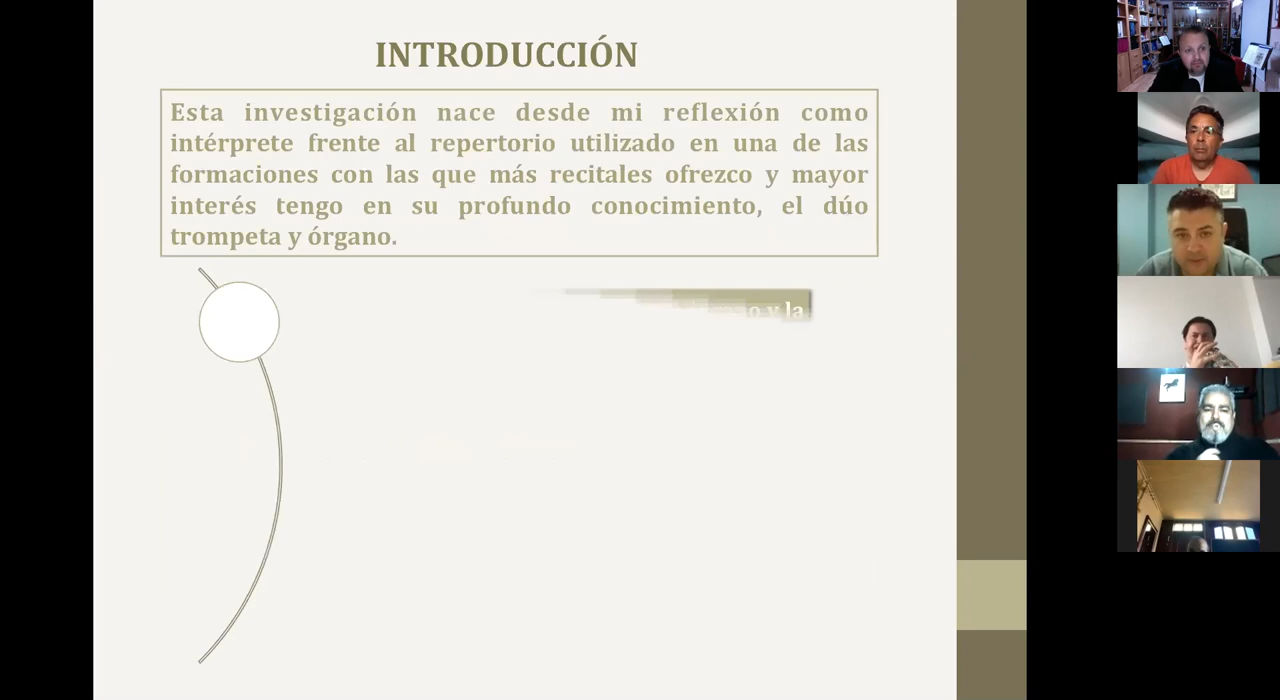 INTRODUCCIÓN
Esta investigación nace desde mi reflexión como
intérprete frente al repertorio utilizado en una de las
formaciones con las que más recitales ofrezco y mayor
interés tengo en su profundo conocimiento, el dúo
trompeta y órgano.
y la